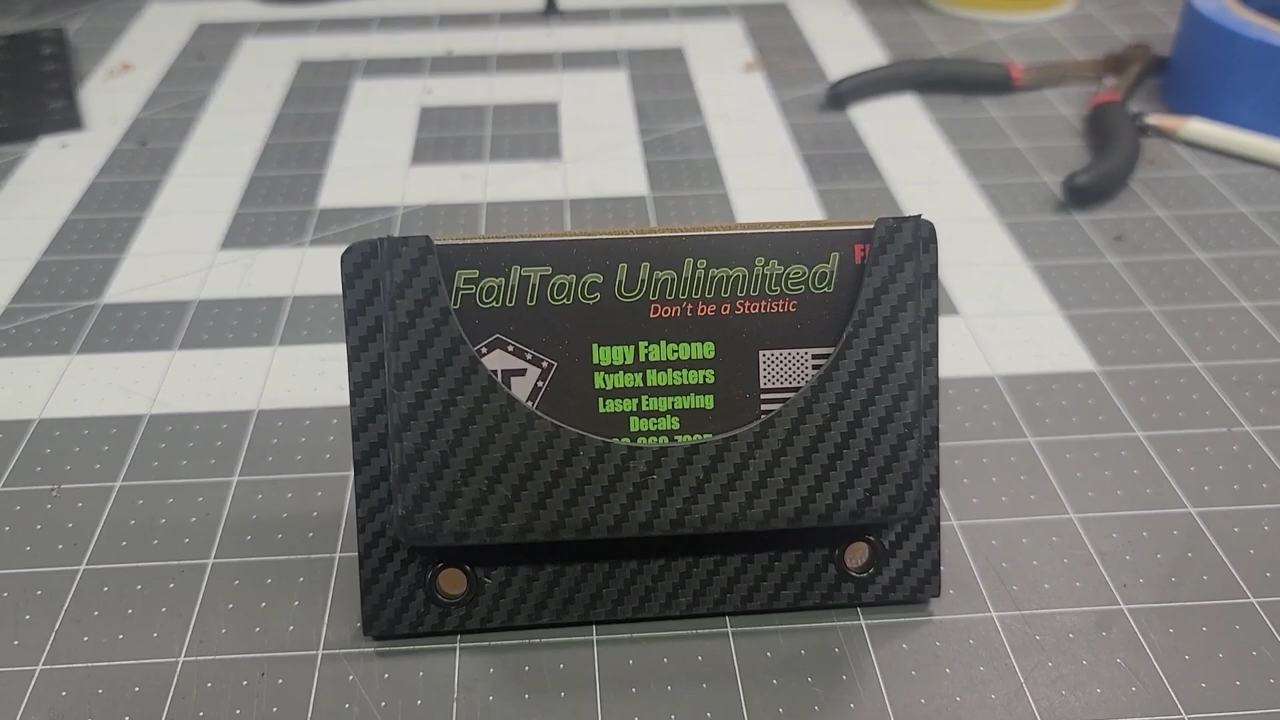 FalTac Unlimited
Don't be a Statistic
Iggy Falcone
Kydex Holsters
Laser Engraving
Decals